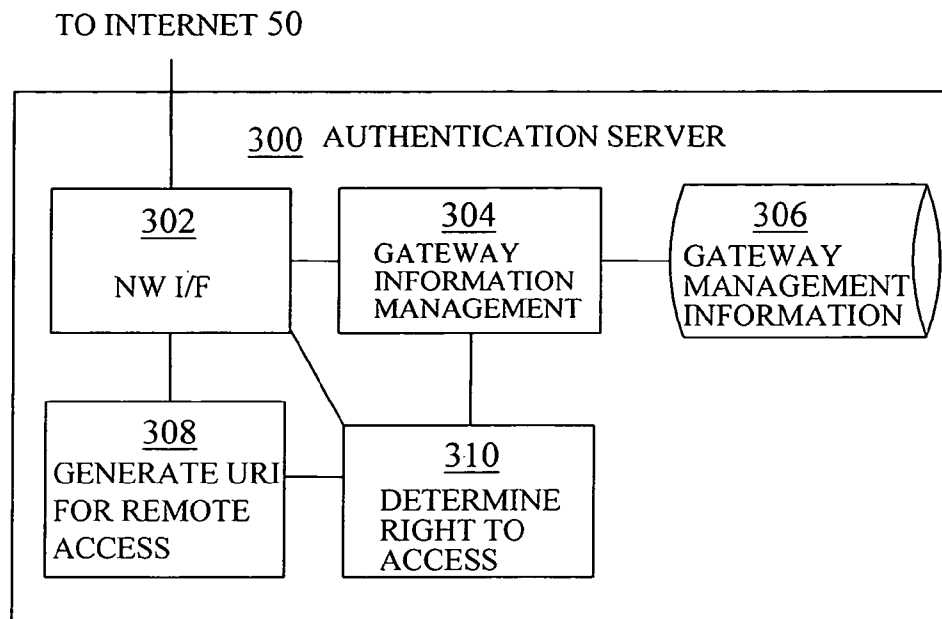 TO INTERNET 50
300 AUTHENTICATION SERVER
302
NW I/F
304
GATEWAY
INFORMATION
MANAGEMENT
306
GATEWAY
MANAGEMENT
INFORMATION
308
GENERATE URI
FOR REMOTE
ACCESS
310
DETERMINE
RIGHT TO
ACCESS